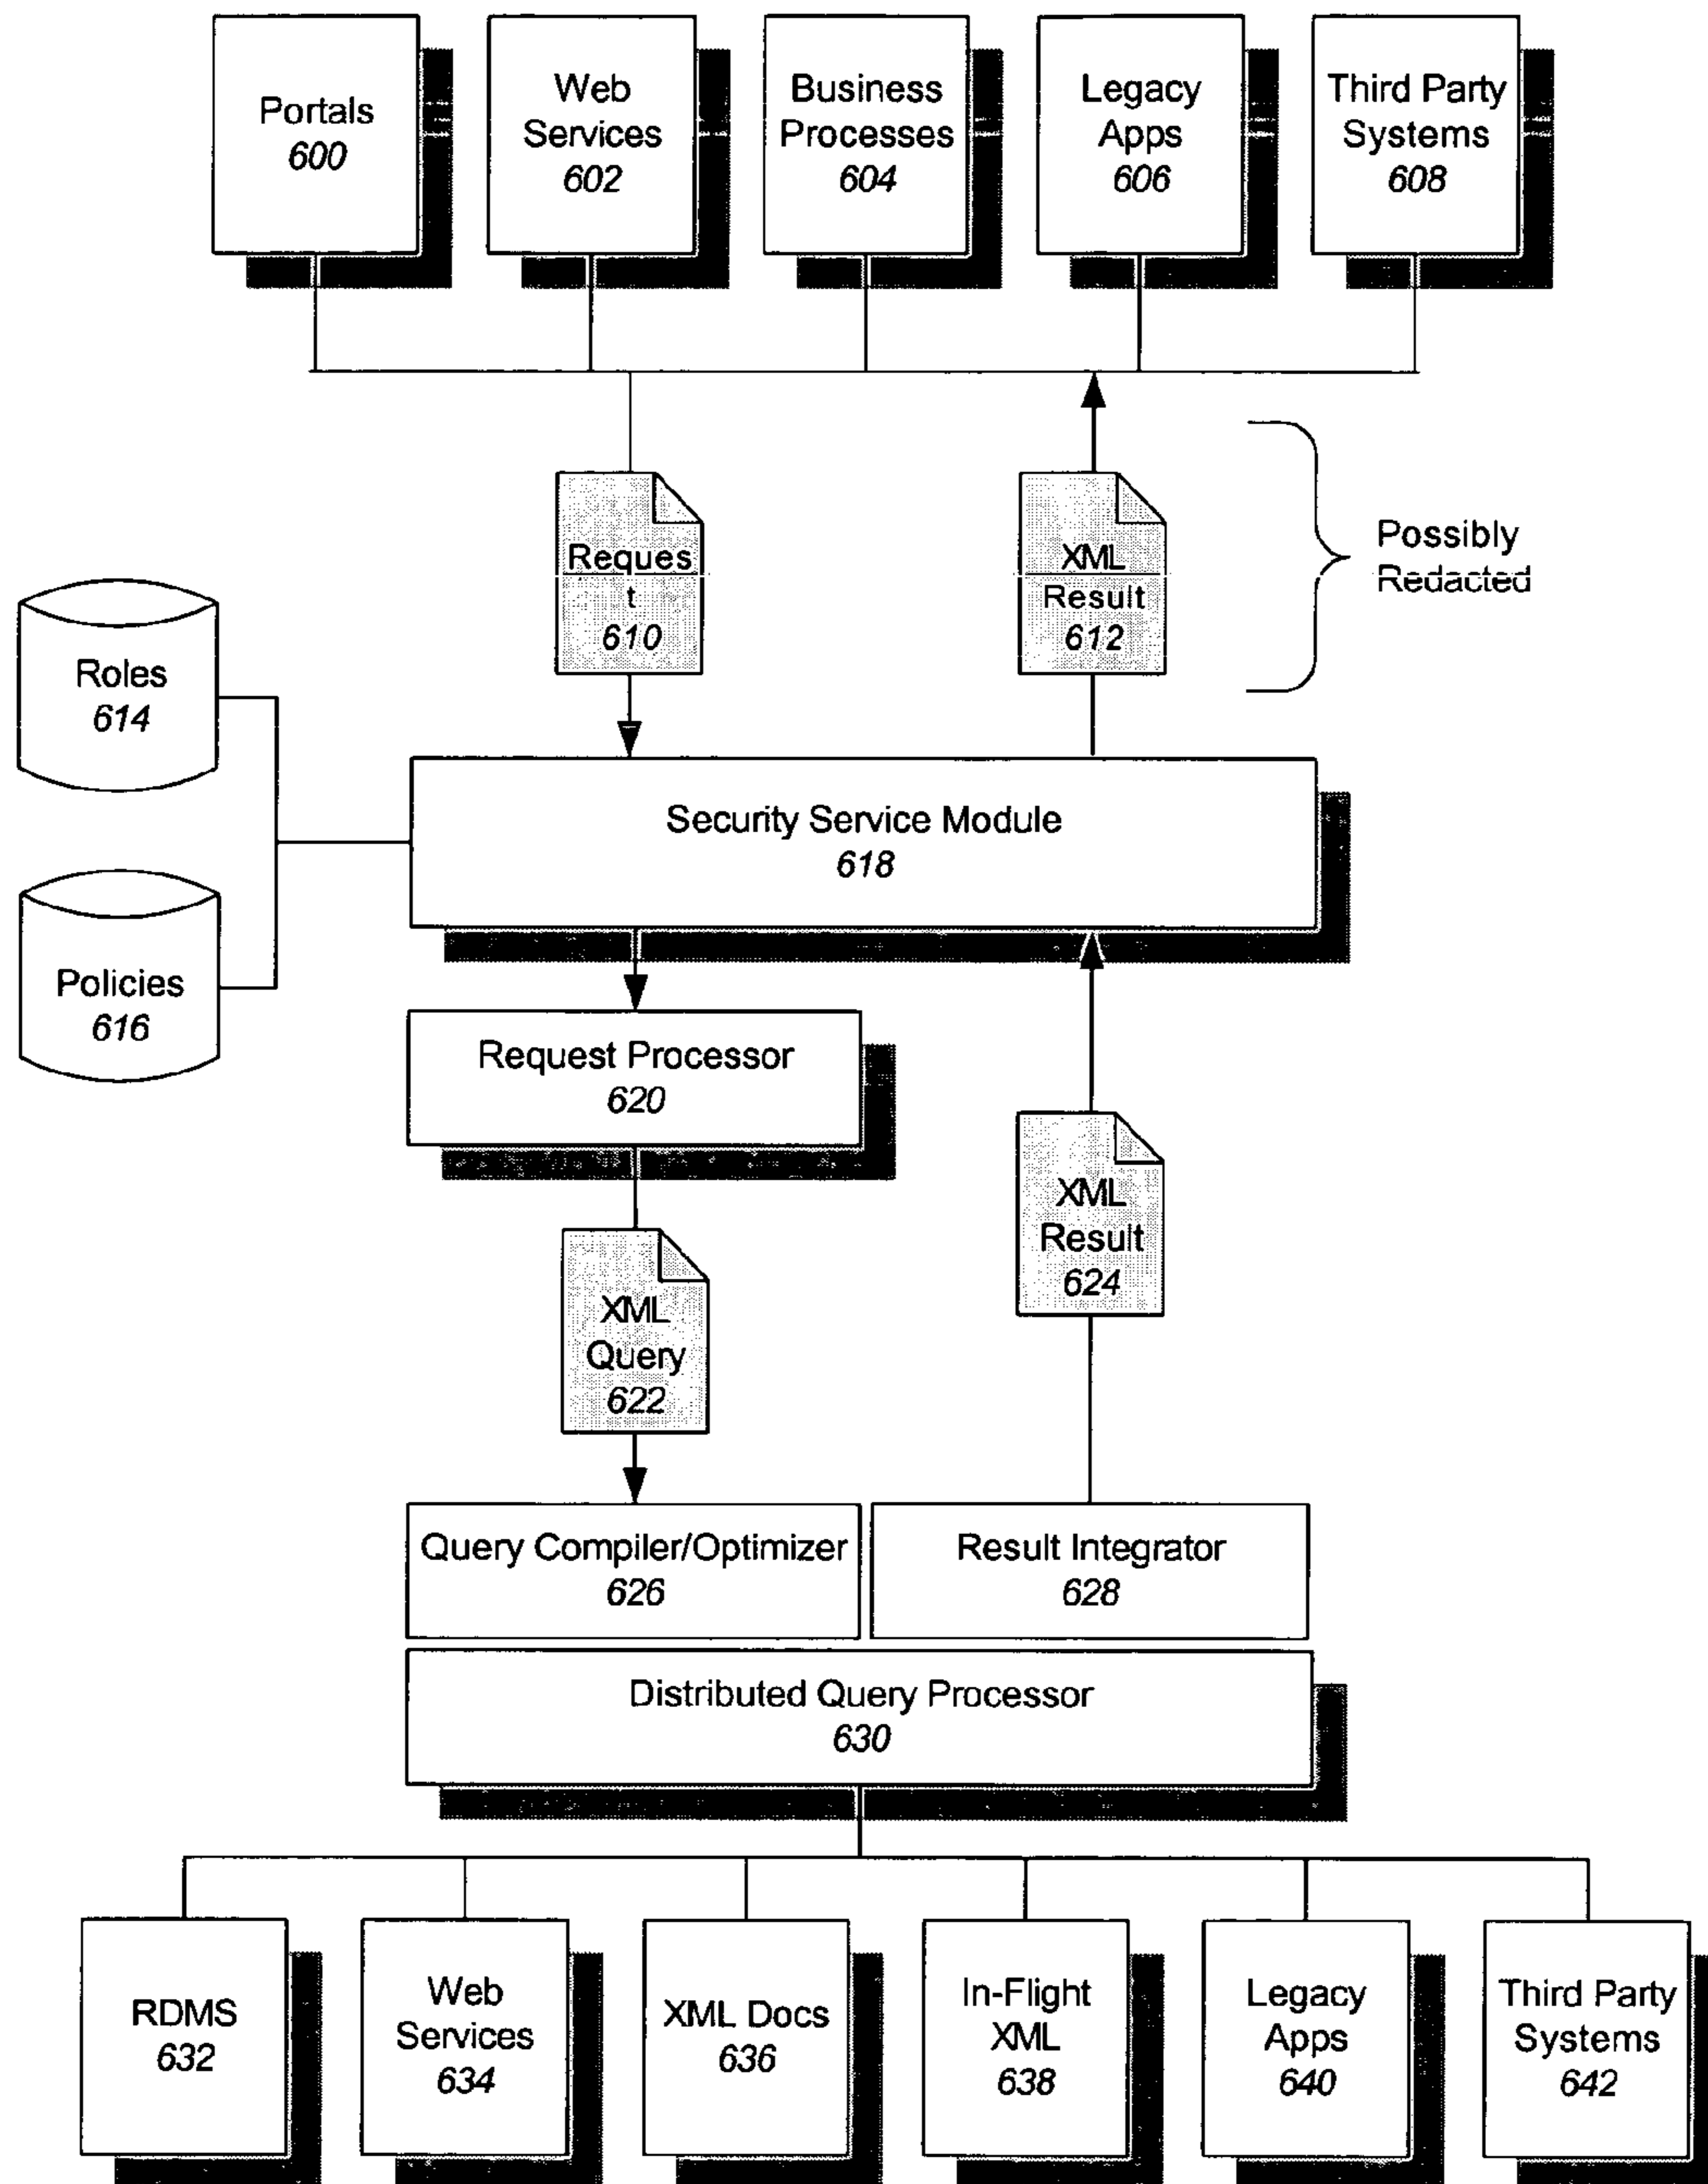 Portals
600
Web
Services
602
Business
Processes
604
Legacy
Apps
606
Third Party
Systems
608
Reques
t
610
XML
Result
612
Possibly
Redacted
Roles
614
Policies
616
Security Service Module
618
Request Processor
620
XML
Query
622
XML
Result
624
Query Compiler/Optimizer
626
Result Integrator
628
Distributed Query Processor
630
RDMS
632
Web
Services
634
XML Docs
636
In-Flight
XML
638
Legacy
Apps
640
Third Party
Systems
642